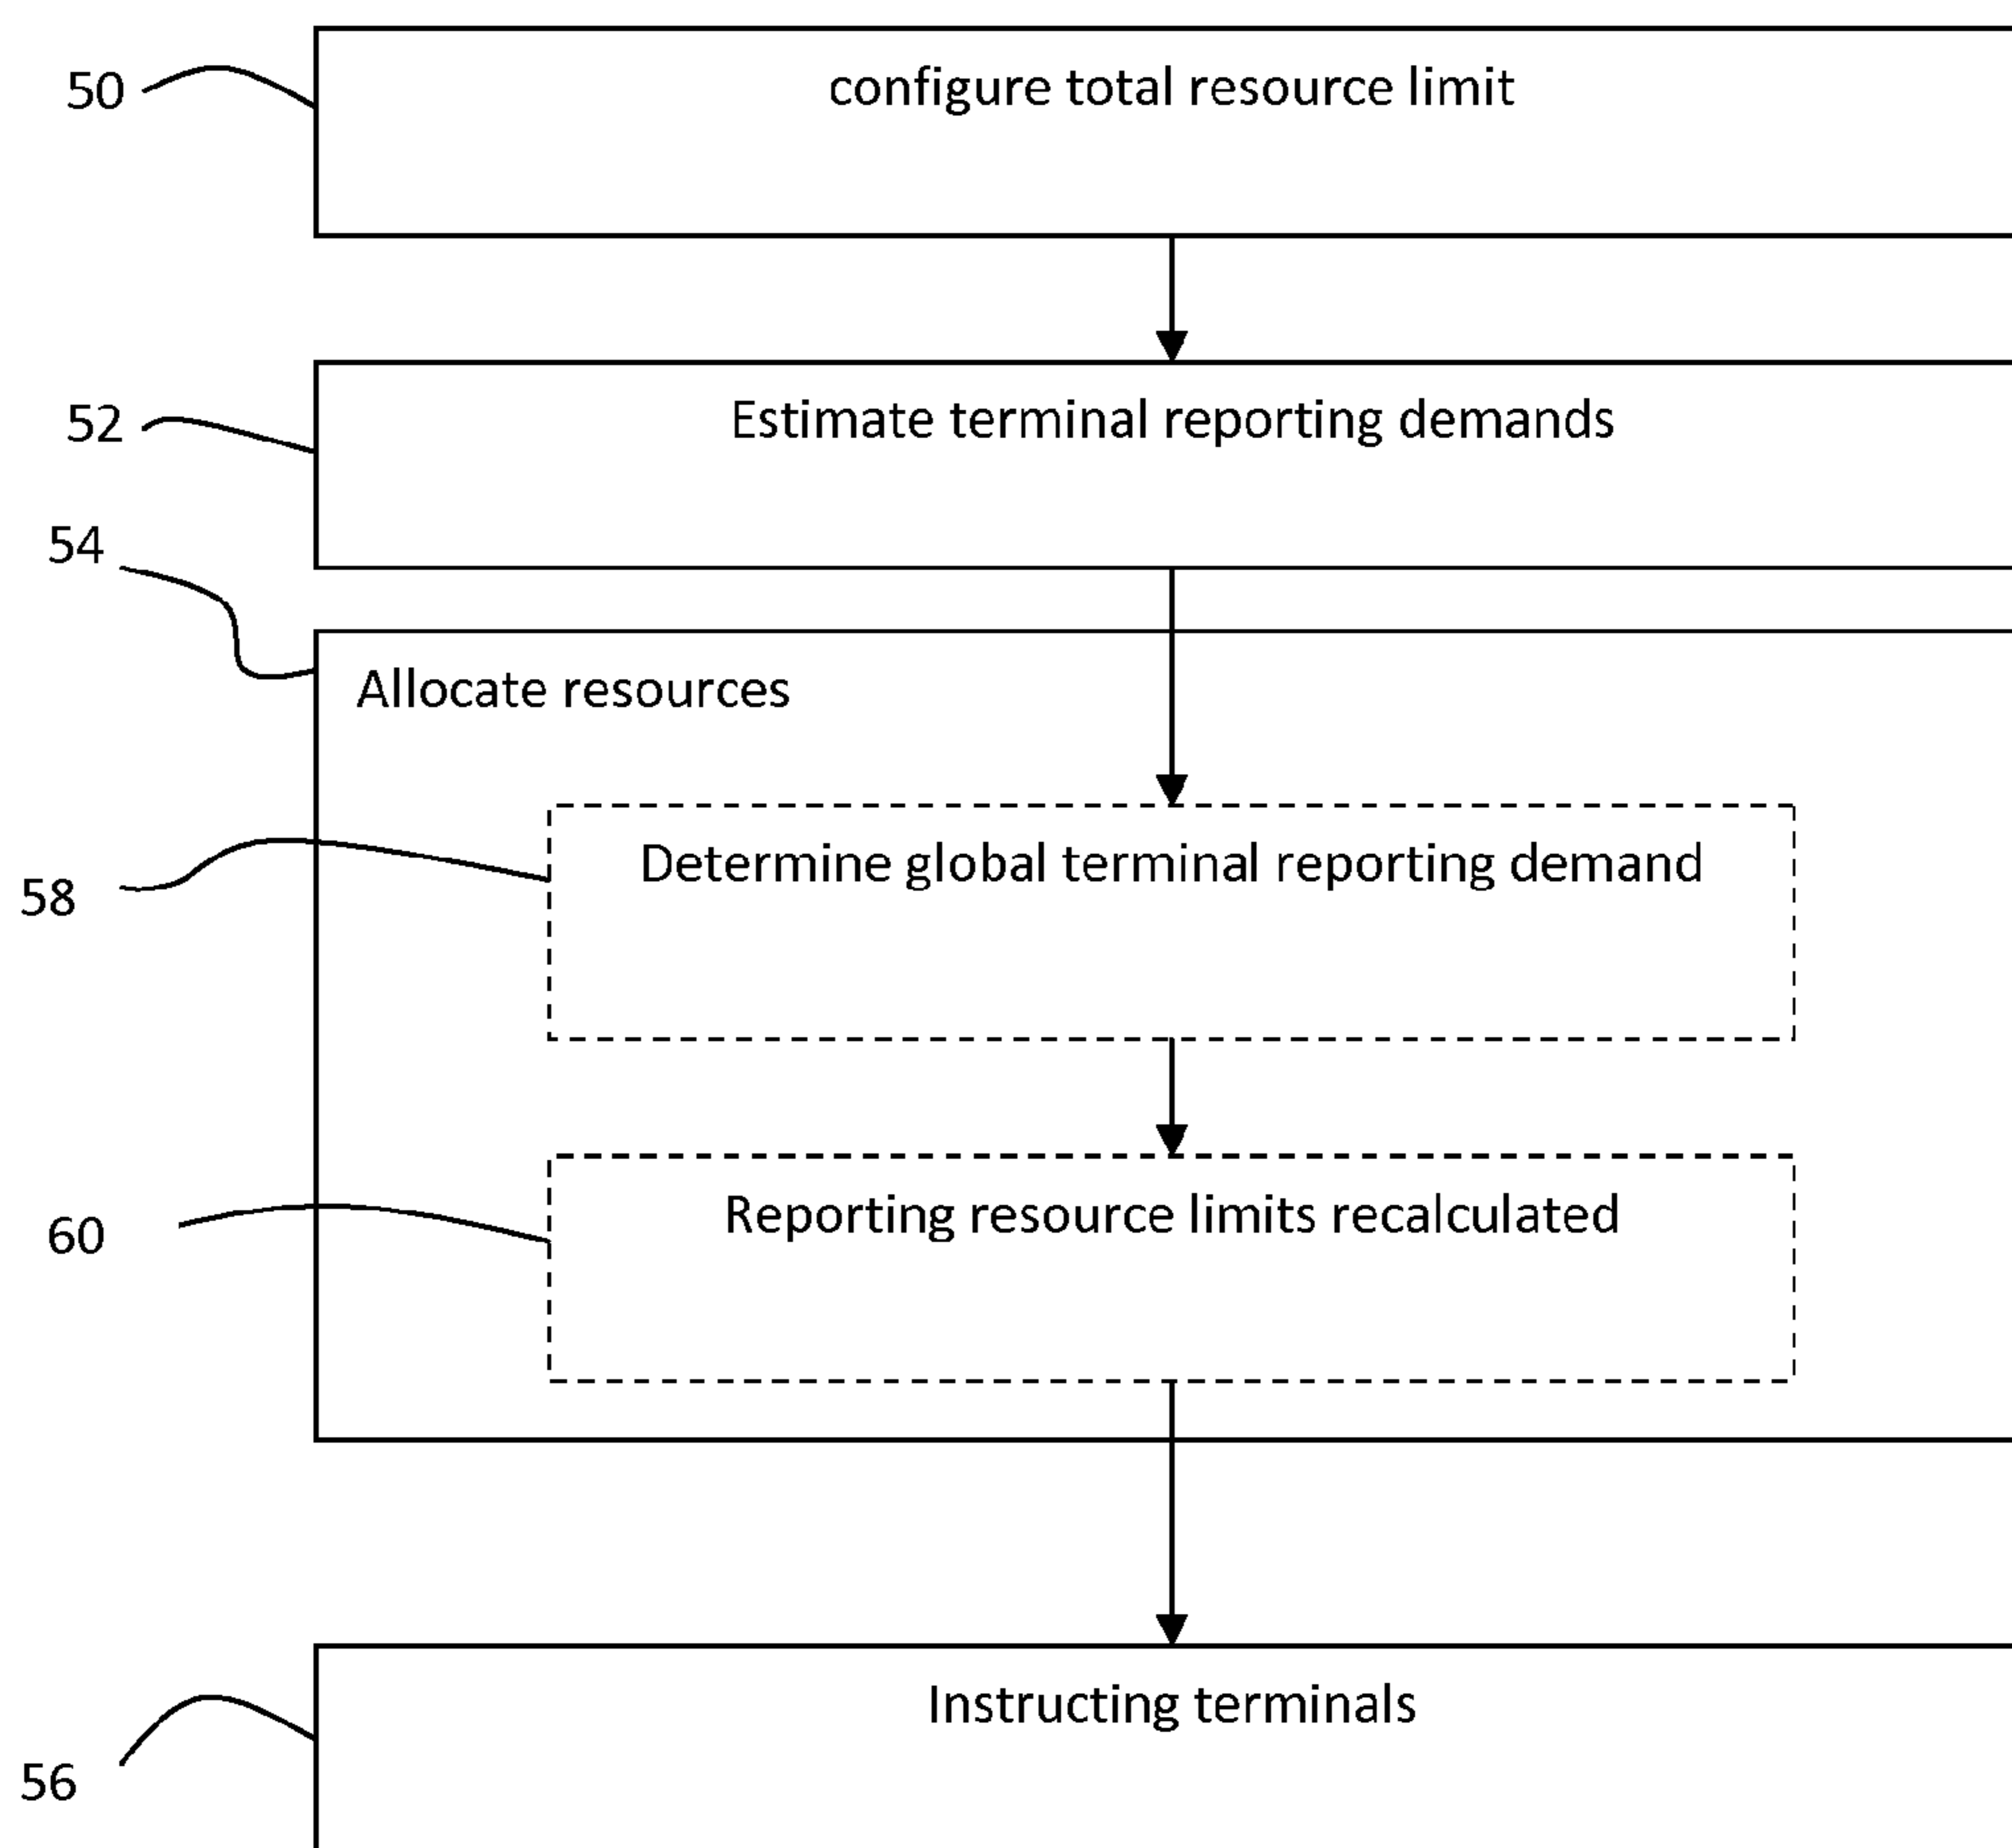 50
configure total resource limit
52
Estimate terminal reporting demands
54
Allocate resources
58
Determine global terminal reporting demand
60
Reporting resource limits recalculated
56
Instructing terminals